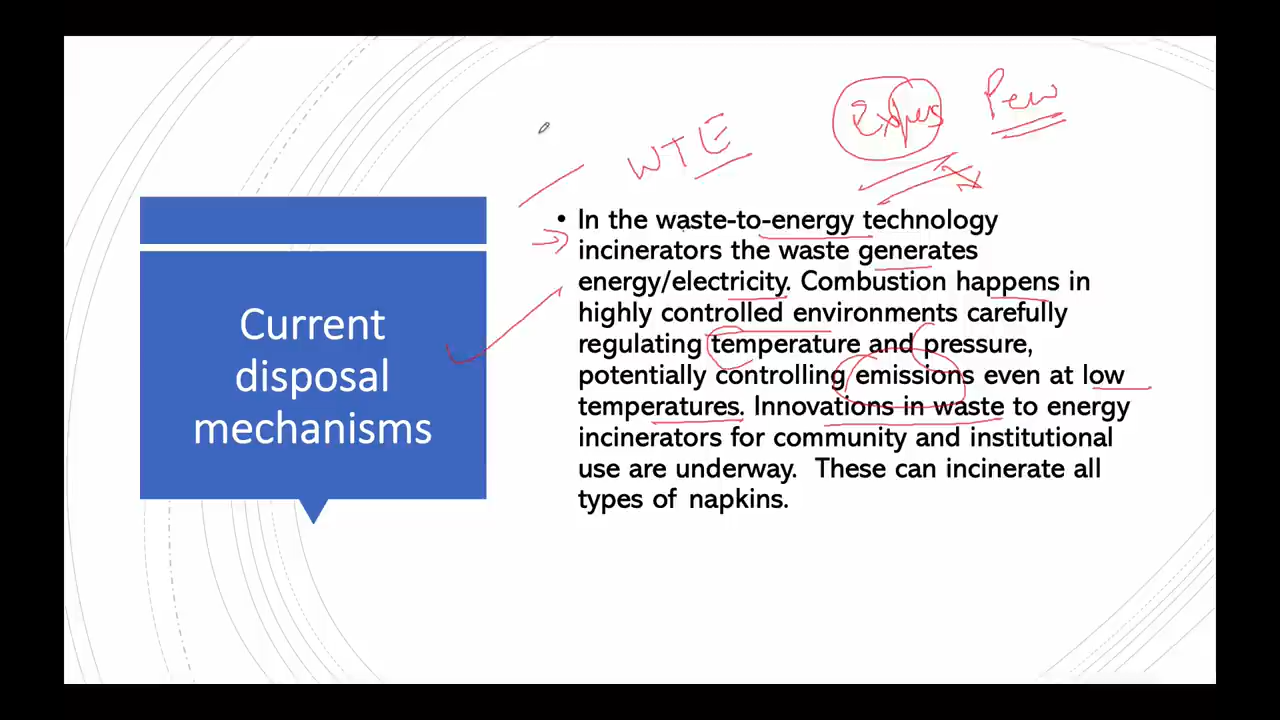 WTE
Pew
Current
disposal
mechanisms
• In the waste-to-energy technology
incinerators the waste generates
energy/electricity. Combustion happens in
highly controlled environments carefully
regulating temperature and pressure,
potentially controlling emissions even at low
temperatures. Innovations in waste to energy
incinerators for community and institutional
use are underway. These can incinerate all
types of napkins.